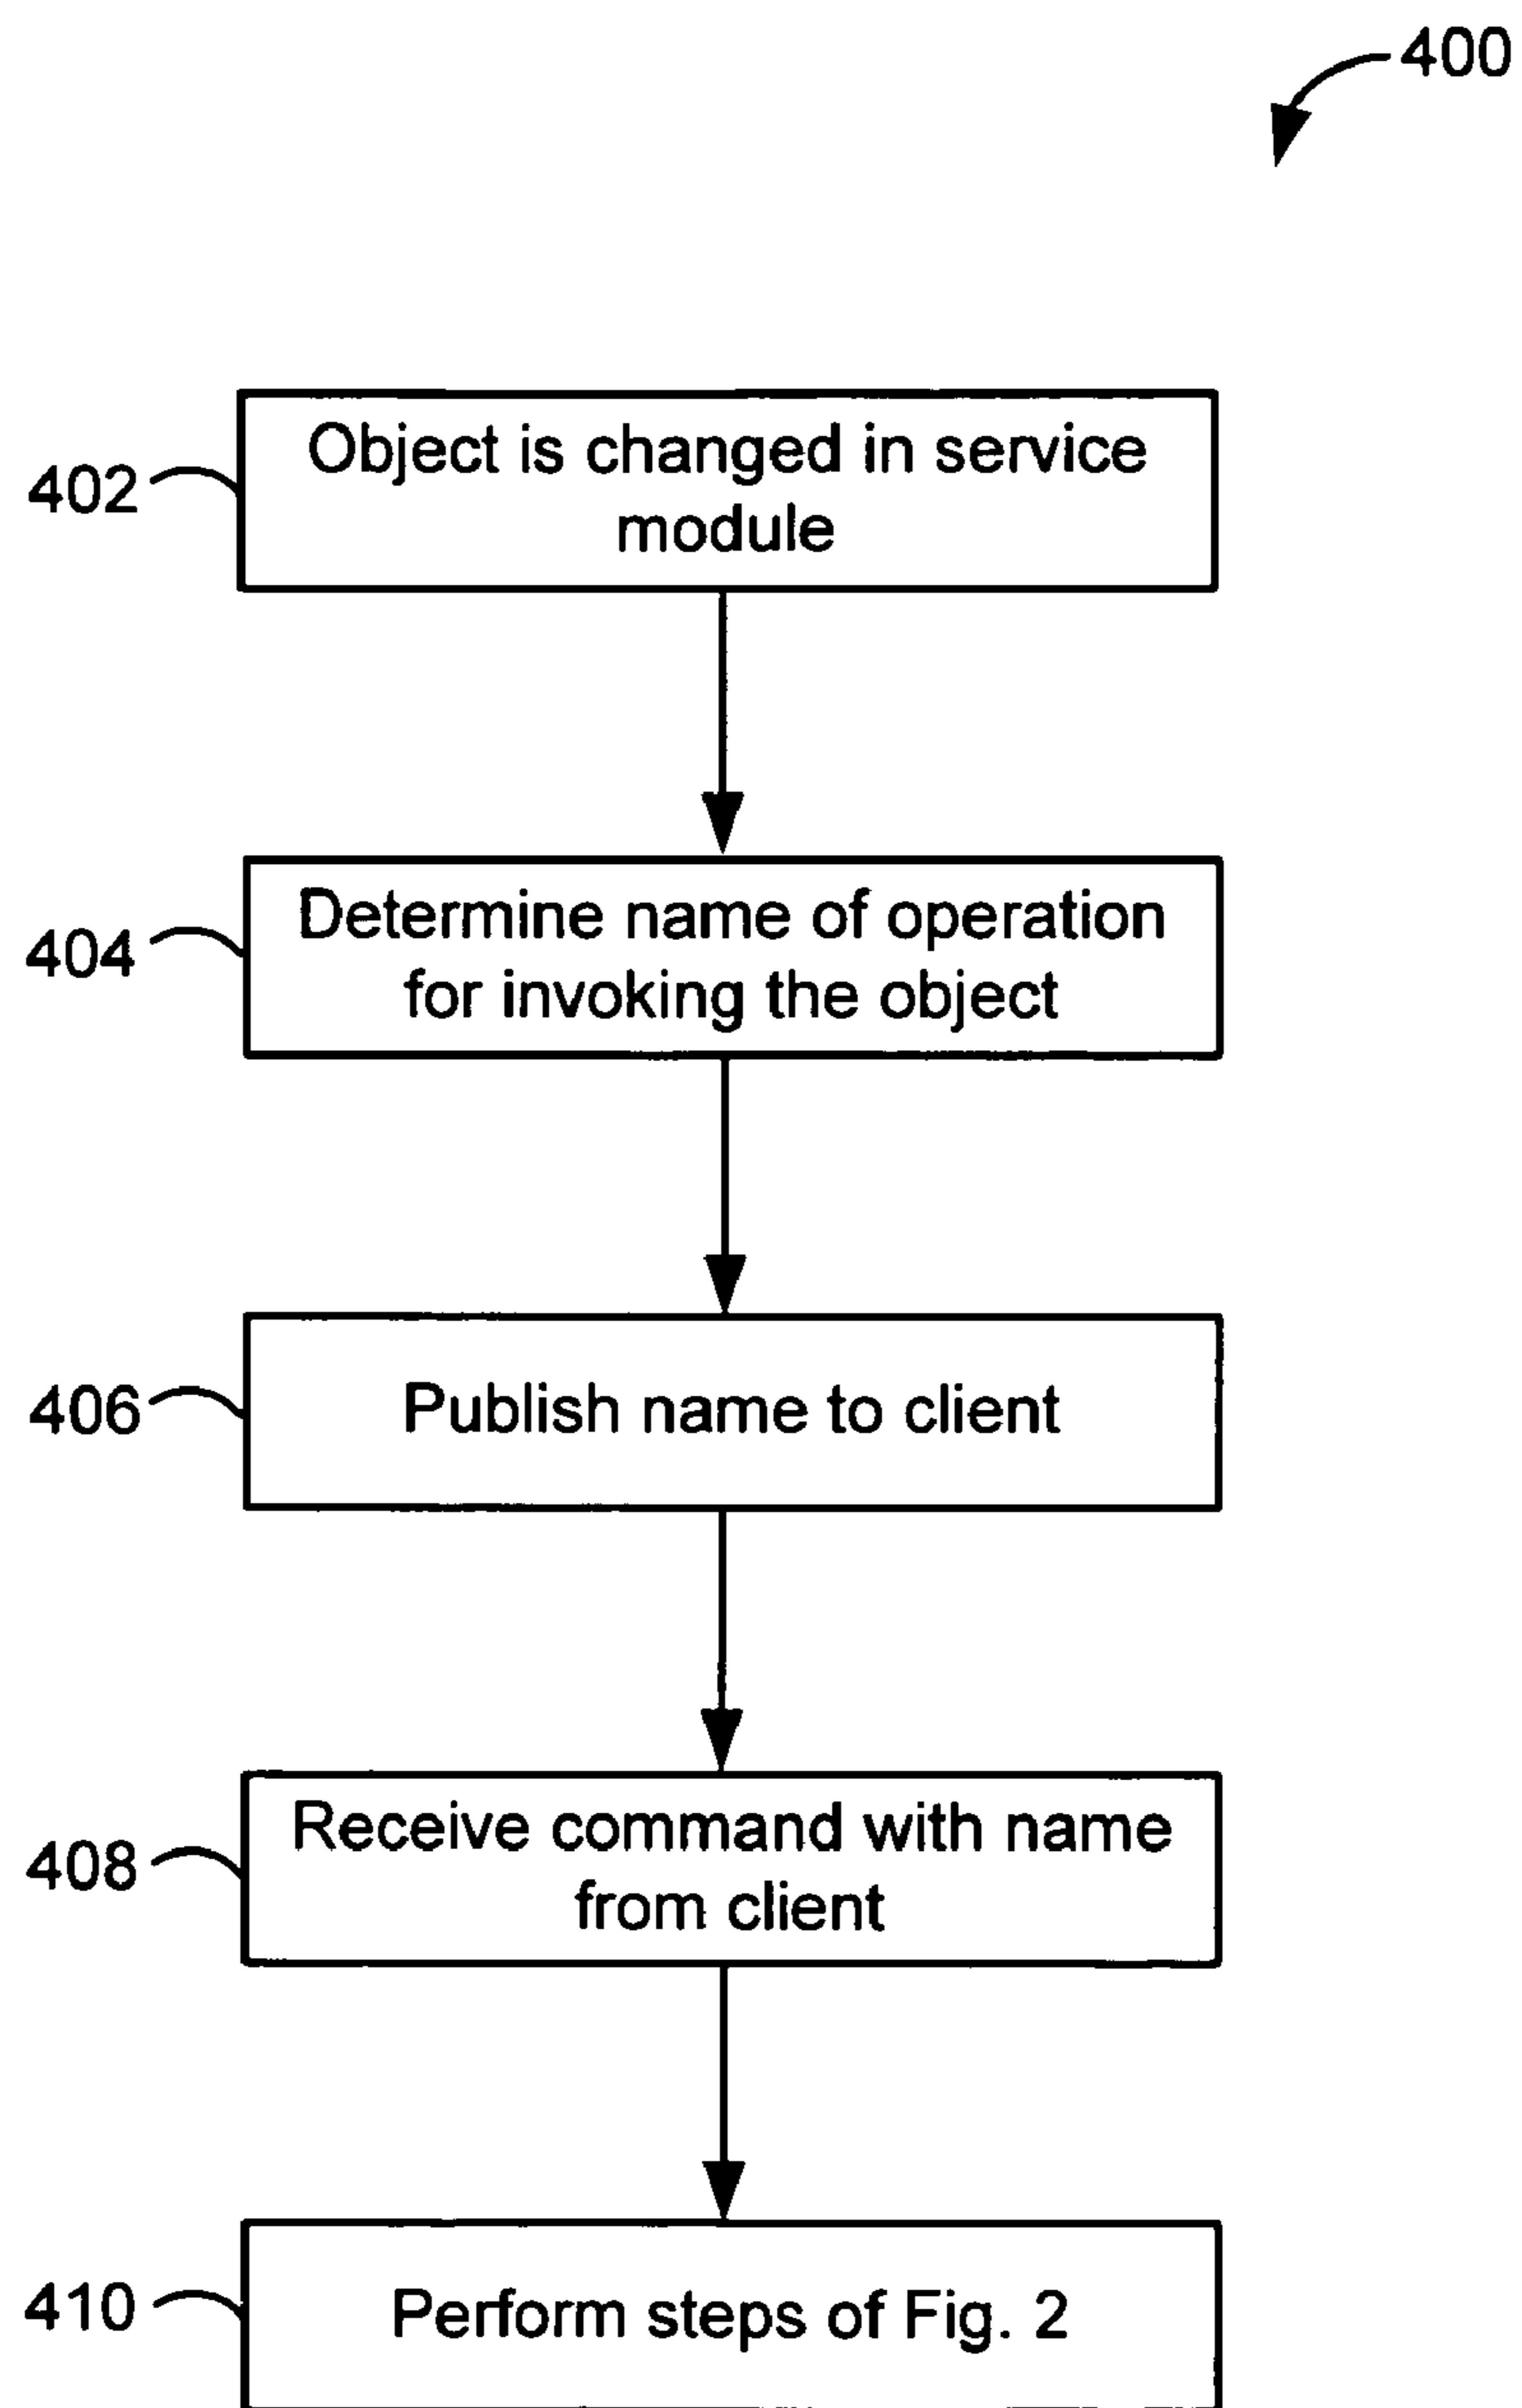 400
402
Object is changed in service
module
404
Determine name of operation
for invoking the object
406
Publish name to client
408
Receive command with name
from client
410
Perform steps of Fig. 2